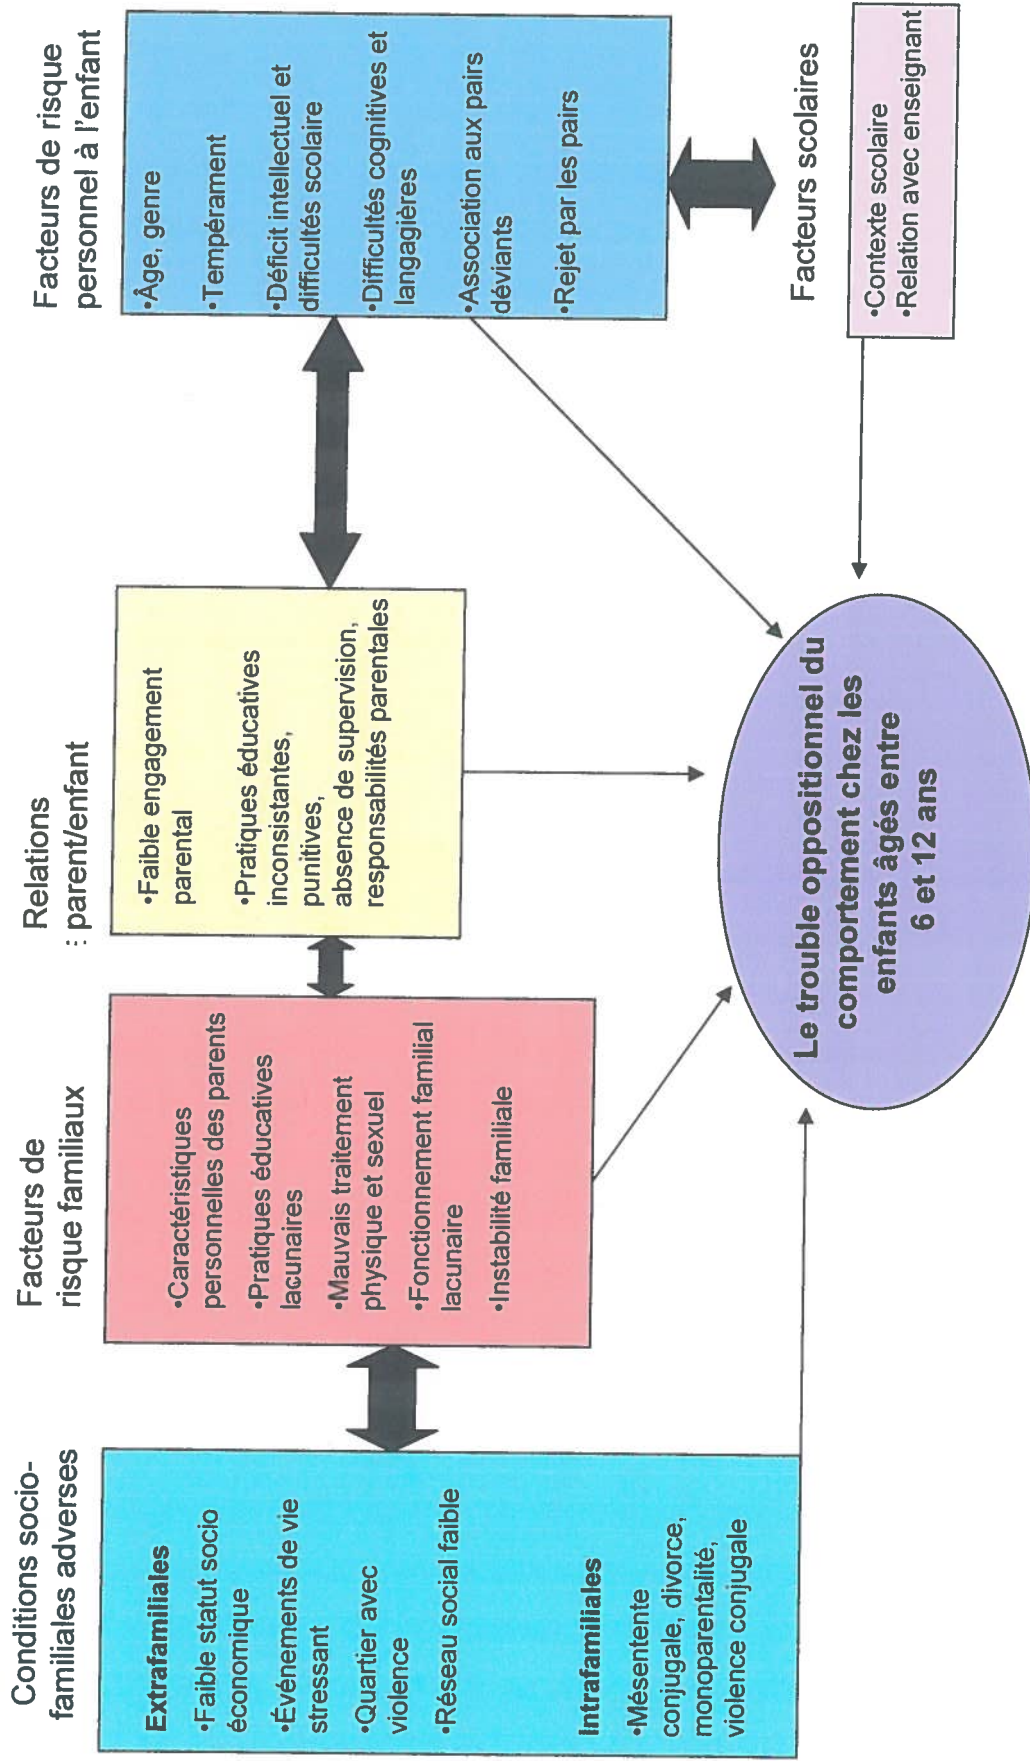 Conditions socio-
familiales adverses
Extrafamiliales
•Faible statut socio
économique
•Événements de vie
stressant
•Quartier avec
violence
•Réseau social faible
Intrafamiliales
•Mésentente
conjugale, divorce,
monoparentalité,
violence conjugale
Facteurs de
risque familiaux
•Caractéristiques
personnelles des parents
•Pratiques éducatives
lacunaires
•Mauvais traitement
physique et sexuel
•Fonctionnement familial
lacunaire
•Instabilité familiale
Relations
: parent/enfant
•Faible engagement
parental
•Pratiques éducatives
inconsistantes,
punitives,
absence de supervision,
responsabilités parentales
Facteurs de risque
personnel à l'enfant
•Âge, genre
•Tempérament
•Déficit intellectuel et
difficultés scolaire
•Difficultés cognitives et
langagières
•Association aux pairs
déviants
•Rejet par les pairs
Facteurs scolaires
•Contexte scolaire
•Relation avec enseignant
Le trouble oppositionnel du
comportement chez les
enfants âgés entre
6 et 12 ans